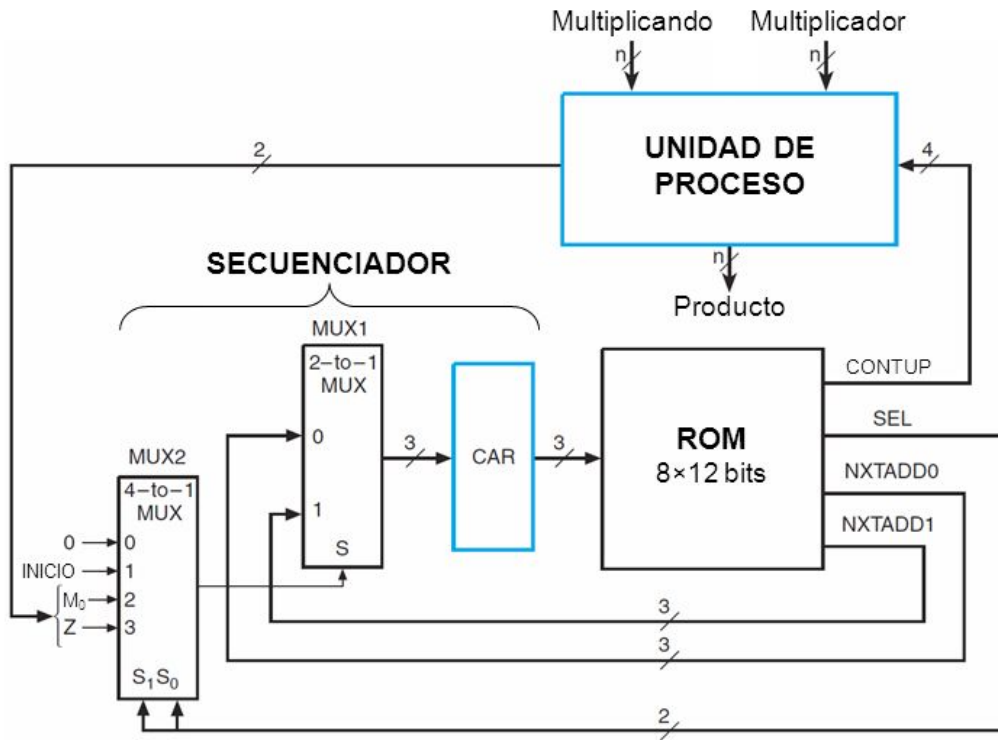 Multiplicando
Multiplicador
n
n
UNIDAD DE
PROCESO
2
4
n
Producto
SECUENCIADOR
MUX1
2-to-1
MUX
0
1
S
3
CAR
3
ROM
8×12 bits
CONTUP
SEL
NXTADD0
NXTADD1
MUX2
4-to-1
MUX
0
0
INICIO
1
M₀
2
Z
3
S₁S₀
3
3
2